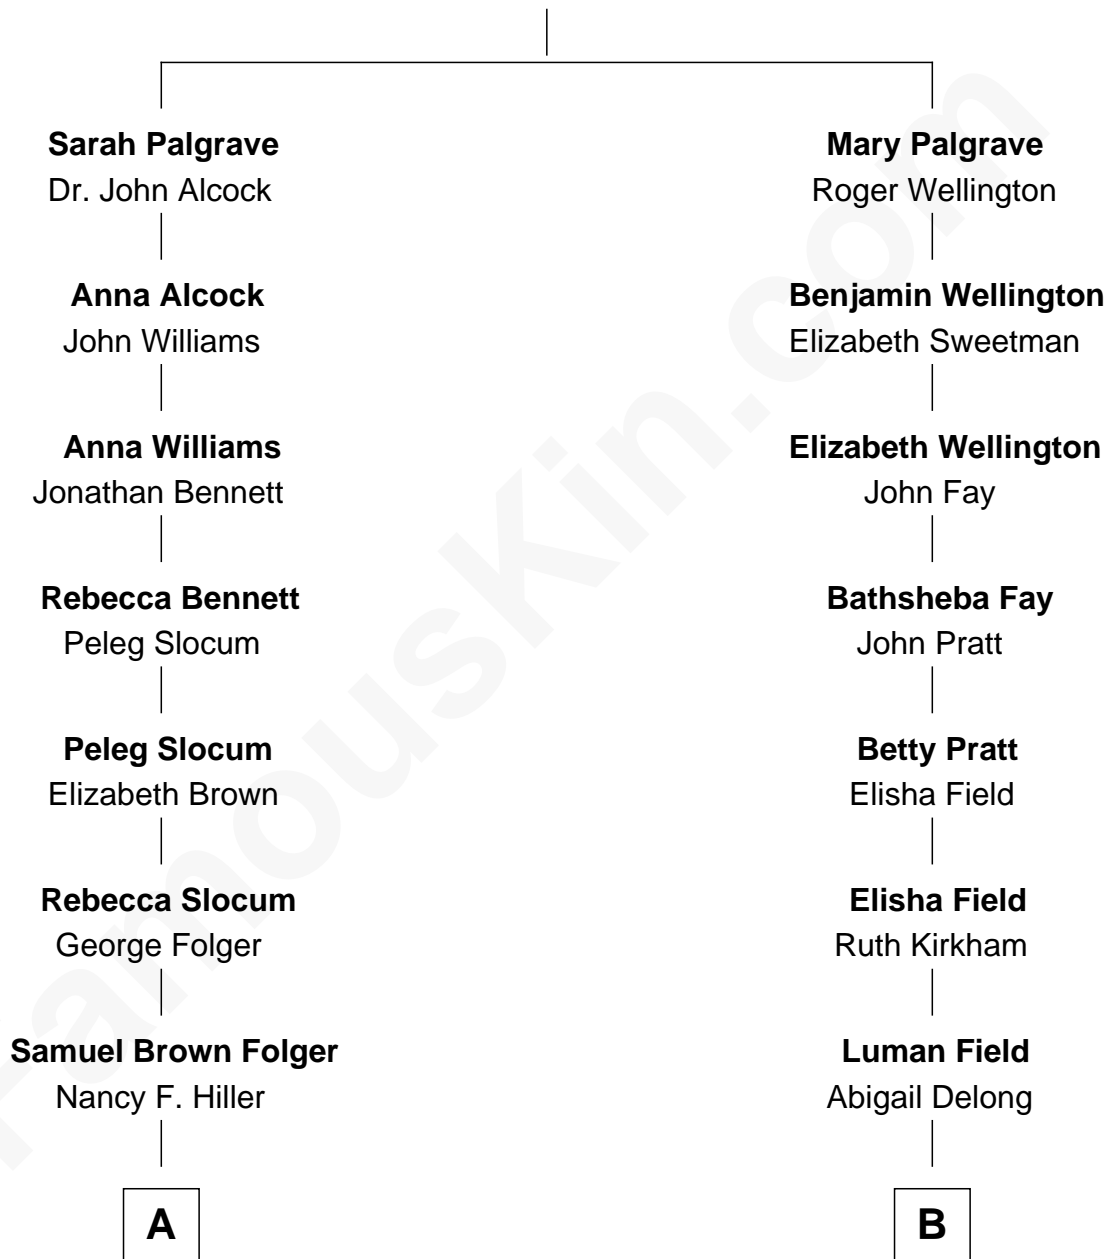 Sarah Palgrave
Dr. John Alcock
Anna Alcock
John Williams
Anna Williams
Jonathan Bennett
Rebecca Bennett
Peleg Slocum
Peleg Slocum
Elizabeth Brown
Rebecca Slocum
George Folger
Samuel Brown Folger
Nancy F. Hiller
A
Mary Palgrave
Roger Wellington
Benjamin Wellington
Elizabeth Sweetman
Elizabeth Wellington
John Fay
Bathsheba Fay
John Pratt
Betty Pratt
Elisha Field
Elisha Field
Ruth Kirkham
Luman Field
Abigail Delong
B
FamousKin.com